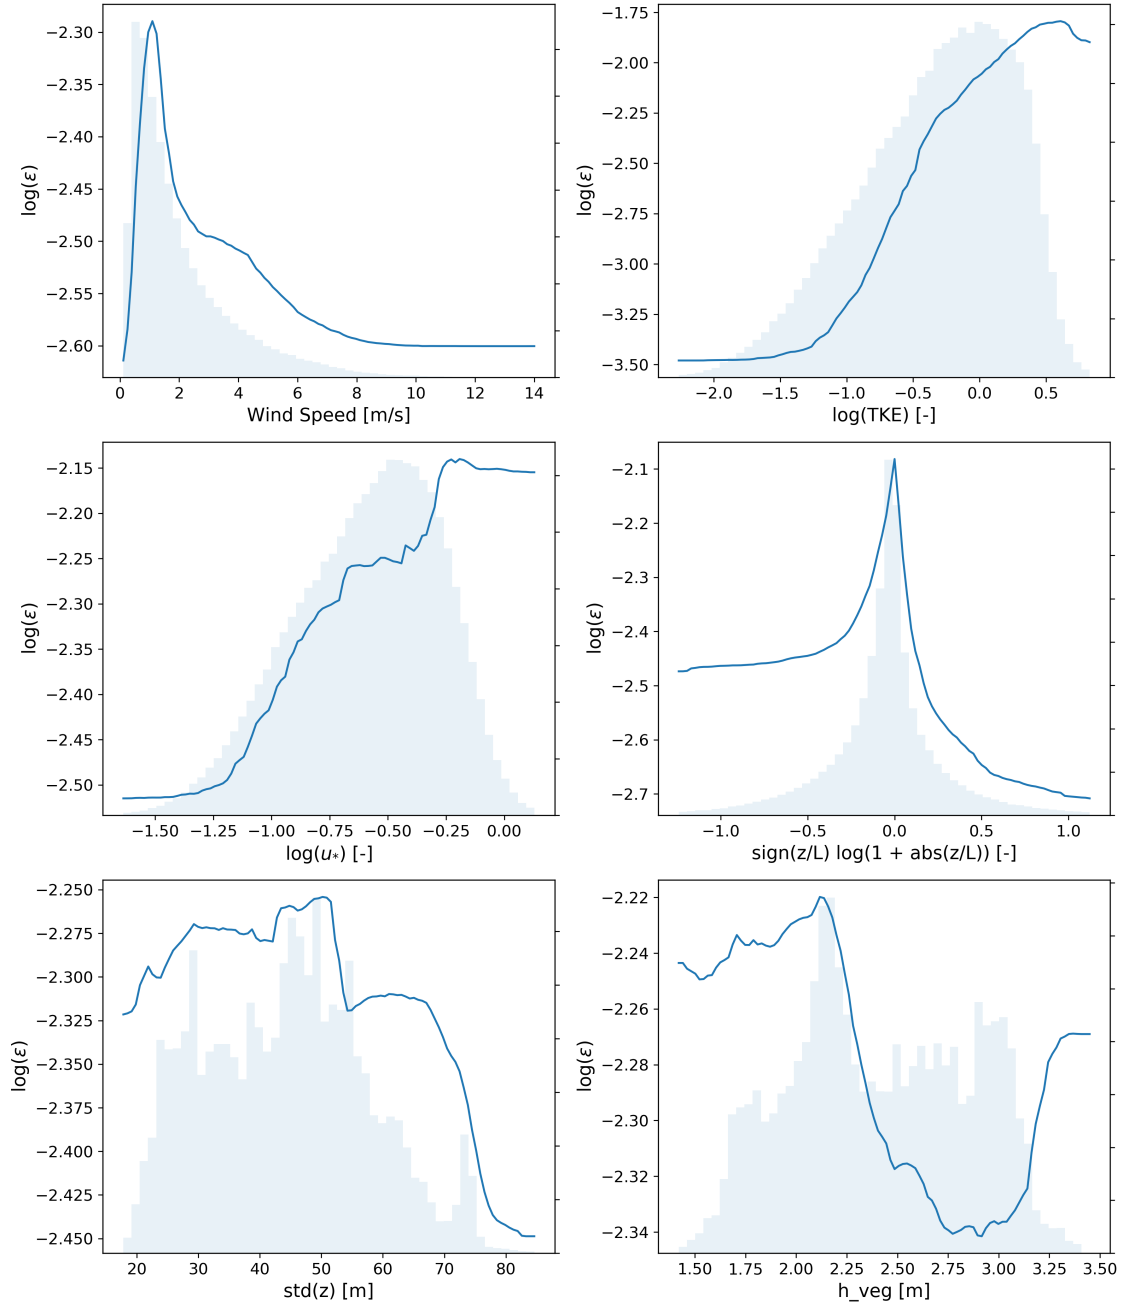 −2.30
−2.35
−2.40
−2.45
−2.50
−2.55
−2.60
log(ε)
0 2 4 6 8 10 12 14
Wind Speed [m/s]
−1.75
−2.00
−2.25
−2.50
−2.75
−3.00
−3.25
−3.50
log(ε)
−2.0 −1.5 −1.0 −0.5 0.0 0.5
log(TKE) [-]
−2.15
−2.20
−2.25
−2.30
−2.35
−2.40
−2.45
−2.50
log(ε)
−1.50 −1.25 −1.00 −0.75 −0.50 −0.25 0.00
log(u*) [-]
−2.1
−2.2
−2.3
−2.4
−2.5
−2.6
−2.7
log(ε)
−1.0 −0.5 0.0 0.5 1.0
sign(z/L) log(1 + abs(z/L)) [-]
−2.250
−2.275
−2.300
−2.325
−2.350
−2.375
−2.400
−2.425
−2.450
log(ε)
20 30 40 50 60 70 80
std(z) [m]
−2.22
−2.24
−2.26
−2.28
−2.30
−2.32
−2.34
log(ε)
1.50 1.75 2.00 2.25 2.50 2.75 3.00 3.25 3.50
h_veg [m]